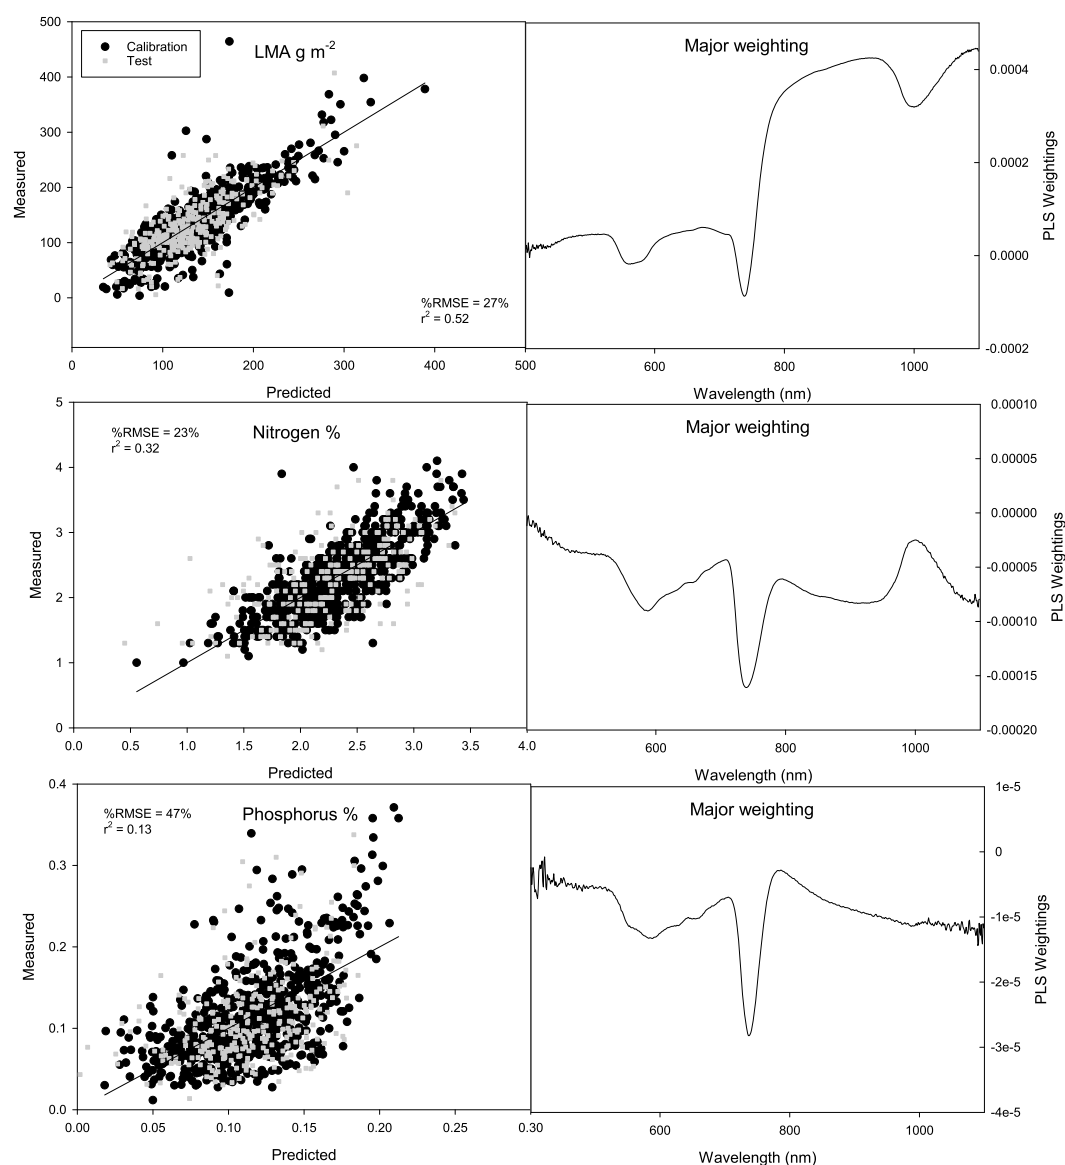 500
400
300
200
100
0
Measured
Calibration
Test
LMA g m-2
%RMSE = 27%
r2 = 0.52
0 100 200 300 400 500
Predicted
Major weighting
0.0004
0.0002
0.0000
-0.0002
PLS Weightings
600 800 1000
Wavelength (nm)
5
4
3
2
1
0
Measured
%RMSE = 23%
r2 = 0.32
Nitrogen %
0.0 0.5 1.0 1.5 2.0 2.5 3.0 3.5 4.0
Predicted
Major weighting
0.00010
0.00005
0.00000
-0.00005
-0.00010
-0.00015
-0.00020
PLS Weightings
600 800 1000
Wavelength (nm)
0.4
0.3
0.2
0.1
0.0
Measured
%RMSE = 47%
r2 = 0.13
Phosphorus %
0.00 0.05 0.10 0.15 0.20 0.25 0.30
Predicted
Major weighting
1e-5
0
-1e-5
-2e-5
-3e-5
-4e-5
PLS Weightings
600 800 1000
Wavelength (nm)